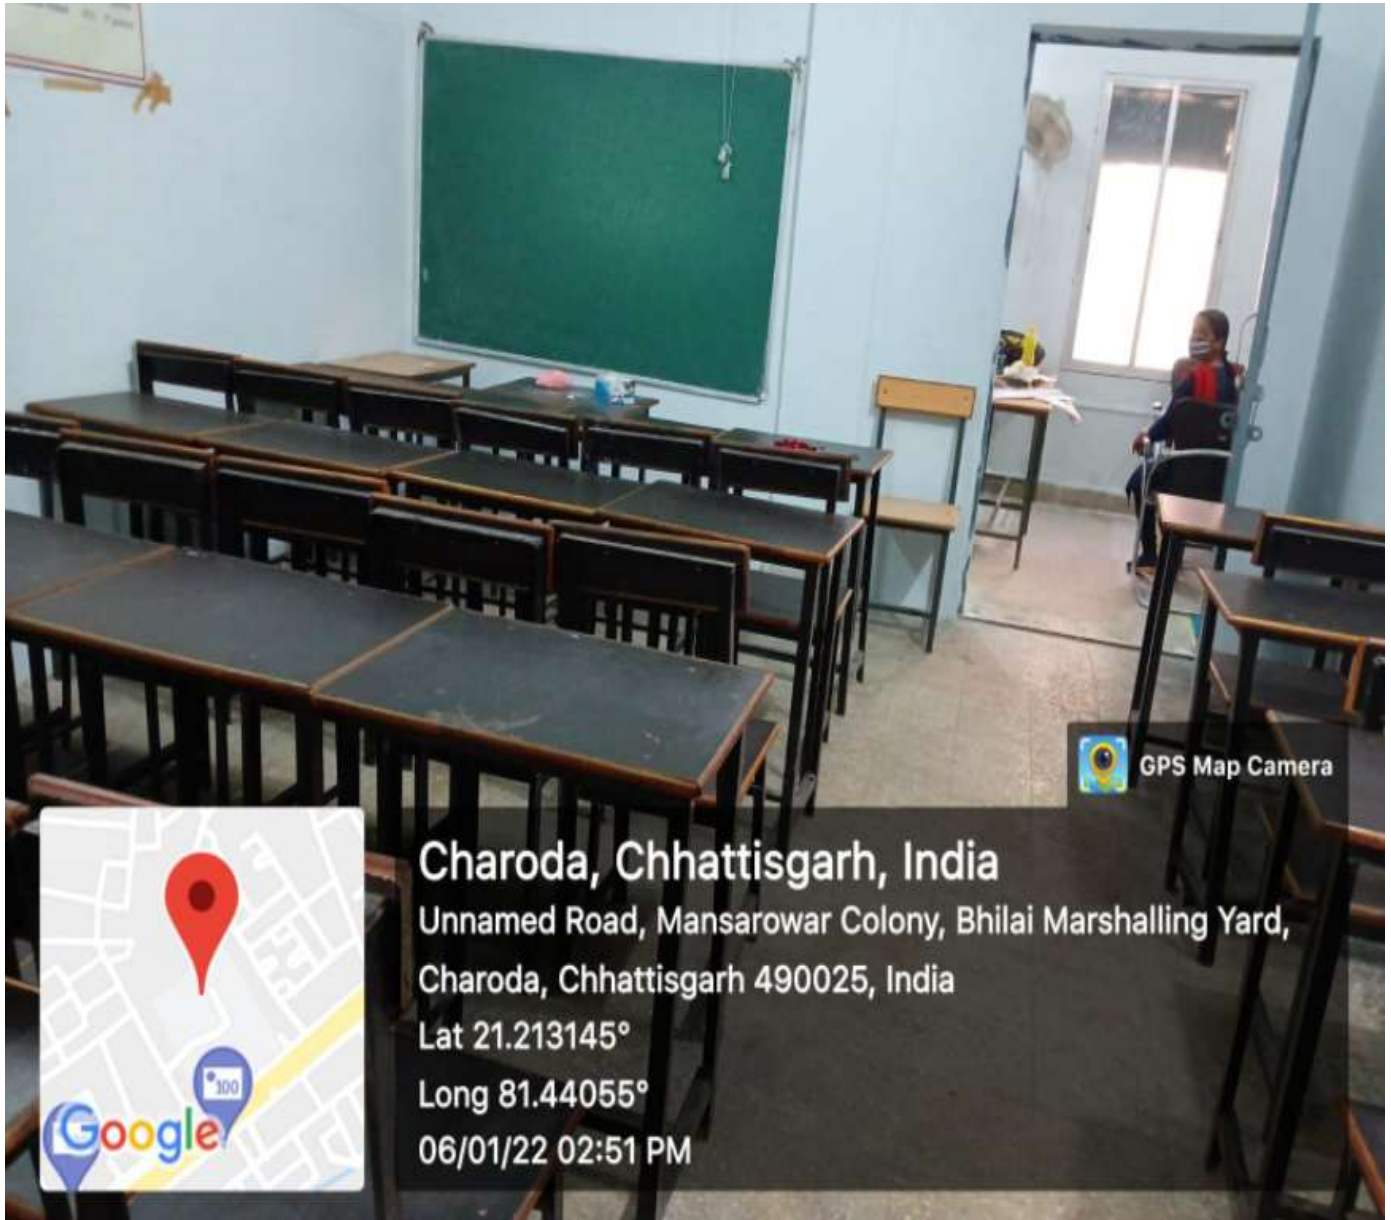 GPS Map Camera
Charoda, Chhattisgarh, India
Unnamed Road, Mansarowar Colony, Bhilai Marshalling Yard,
Charoda, Chhattisgarh 490025, India
Lat 21.213145°
Long 81.44055°
06/01/22 02:51 PM
100
Google